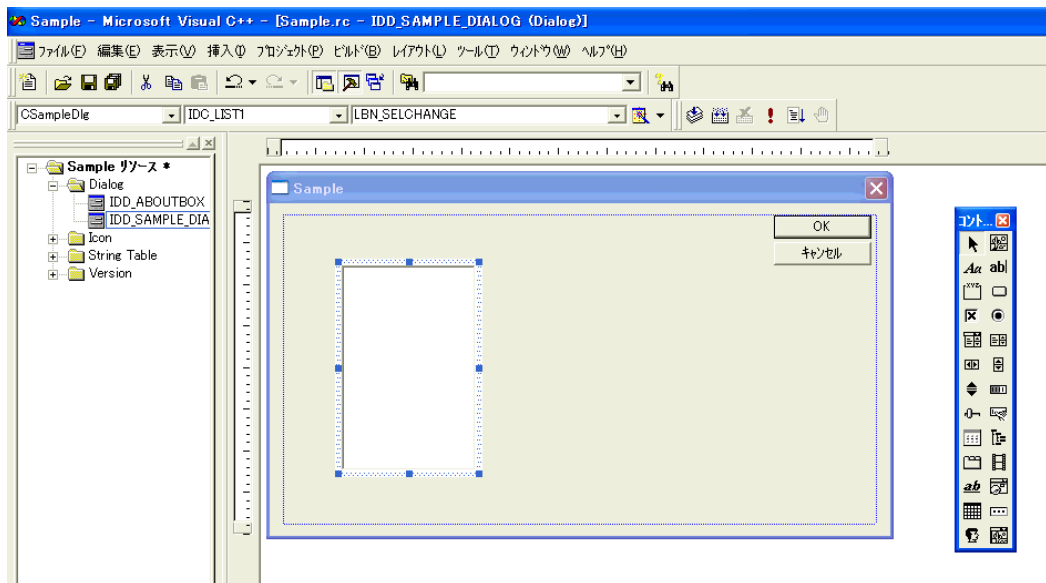 Sample - Microsoft Visual C++ - [Sample.rc - IDD_SAMPLE_DIALOG (Dialog)]
ファイル(F) 編集(E) 表示(V) 挿入(I) プロジェクト(P) ビルド(B) レイアウト(L) ツール(T) ウィンドウ(W) ヘルプ(H)
CSampleDlg IDC_LIST1 LBN_SELCHANGE
Sample リソース *
Dialog
IDD_ABOUTBOX
IDD_SAMPLE_DIA
Icon
String Table
Version
Sample
OK
キャンセル
コント...
Aa ab|
XYZ
ab